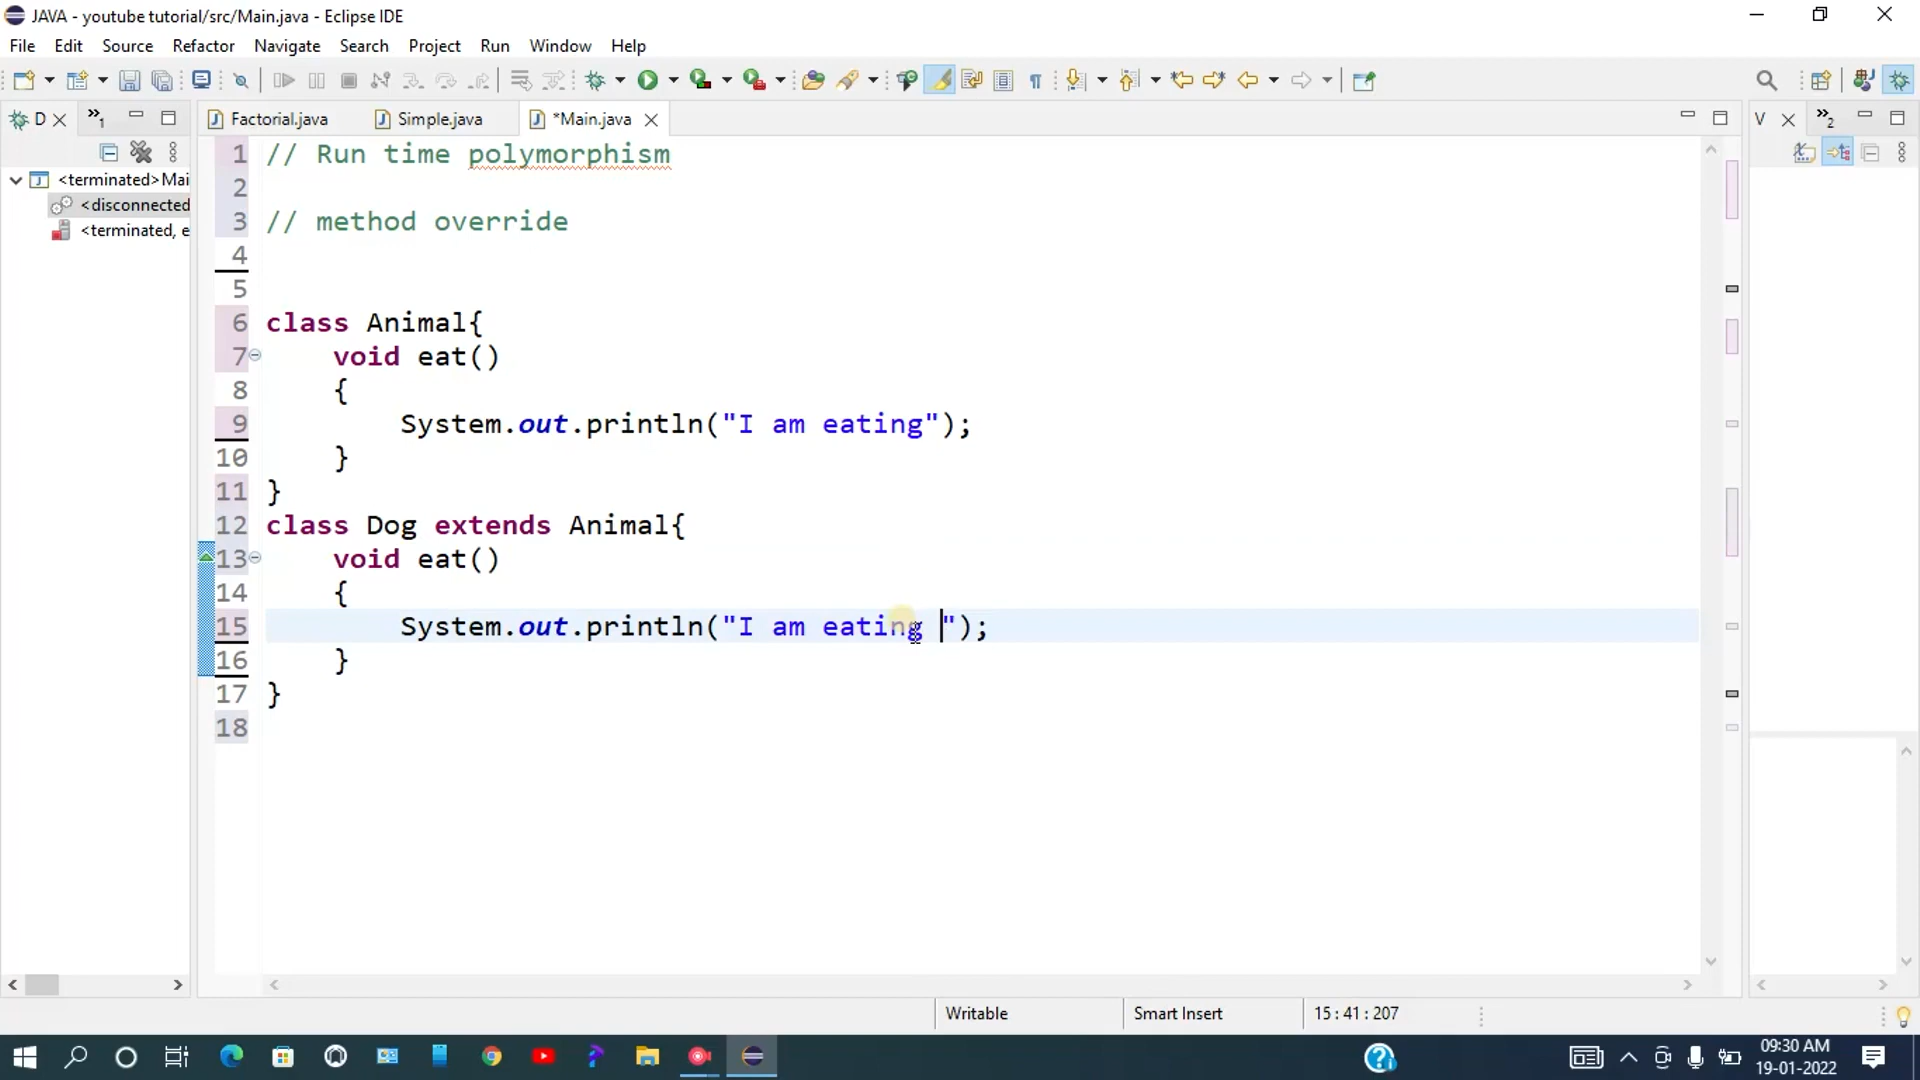 JAVA - youtube tutorial/src/Main.java - Eclipse IDE
File Edit Source Refactor Navigate Search Project Run Window Help
D
Factorial.java Simple.java *Main.java
V
<terminated>Mai
<disconnected
<terminated, e
1 // Run time polymorphism
2
3 // method override
4
5
6 class Animal{
7 void eat()
8 {
9 System.out.println("I am eating");
10 }
11 }
12 class Dog extends Animal{
13 void eat()
14 {
15 System.out.println("I am eating ");
16 }
17 }
18
Writable Smart Insert 15 : 41 : 207
09:30 AM
19-01-2022